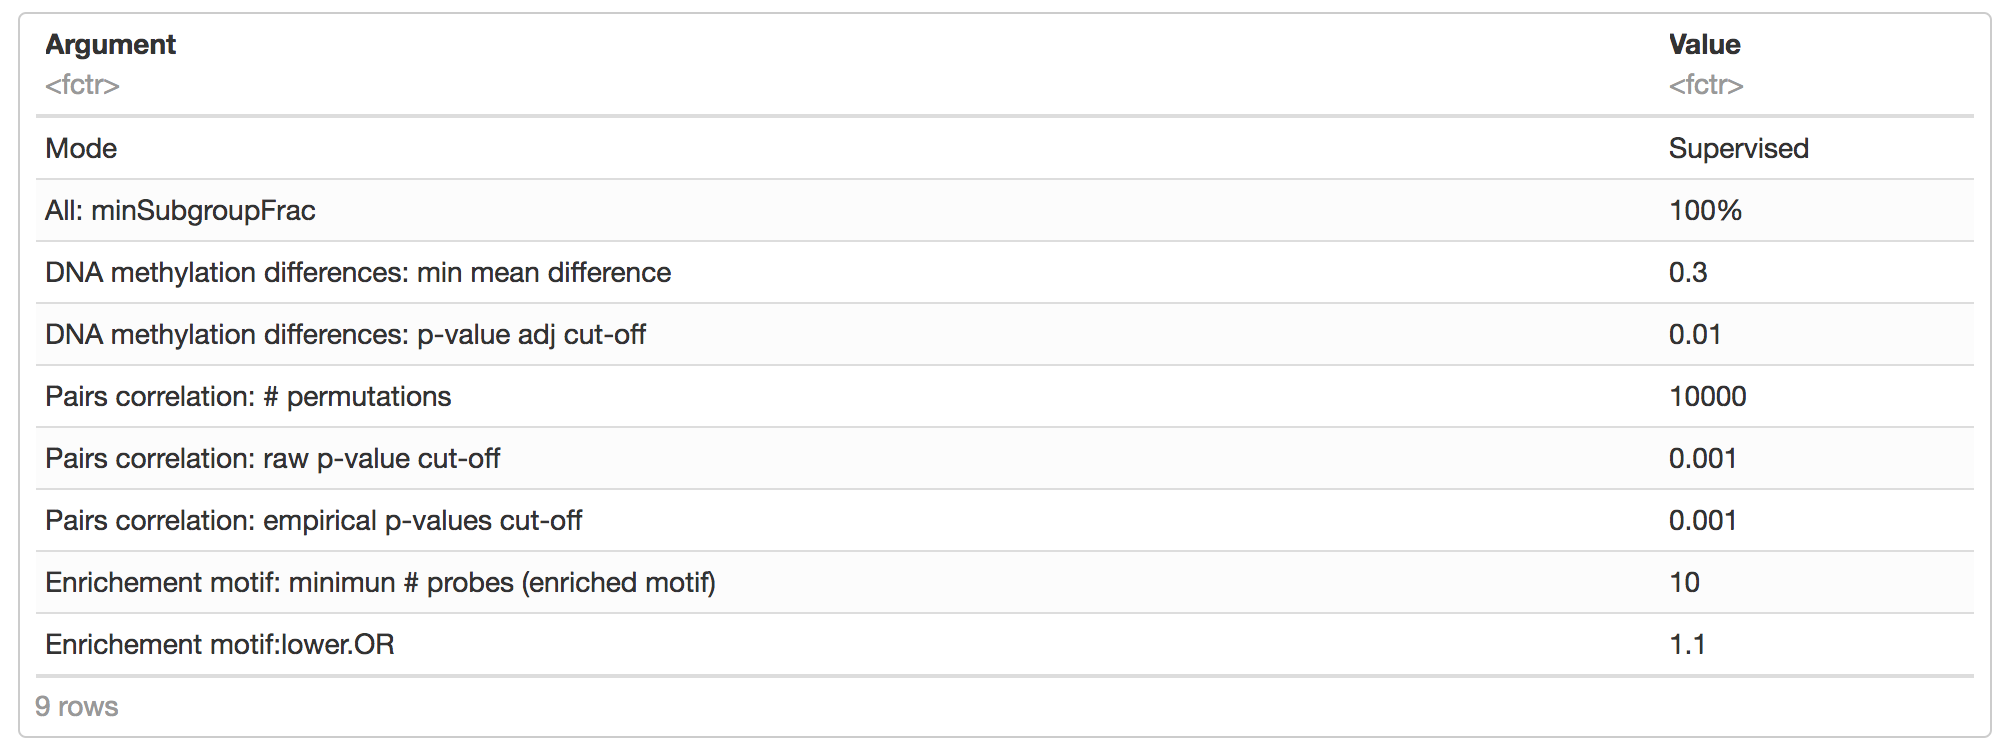 Argument Value
<fctr> <fctr>
Mode Supervised
All: minSubgroupFrac 100%
DNA methylation differences: min mean difference 0.3
DNA methylation differences: p-value adj cut-off 0.01
Pairs correlation: # permutations 10000
Pairs correlation: raw p-value cut-off 0.001
Pairs correlation: empirical p-values cut-off 0.001
Enrichement motif: minimun # probes (enriched motif) 10
Enrichement motif:lower.OR 1.1
9 rows